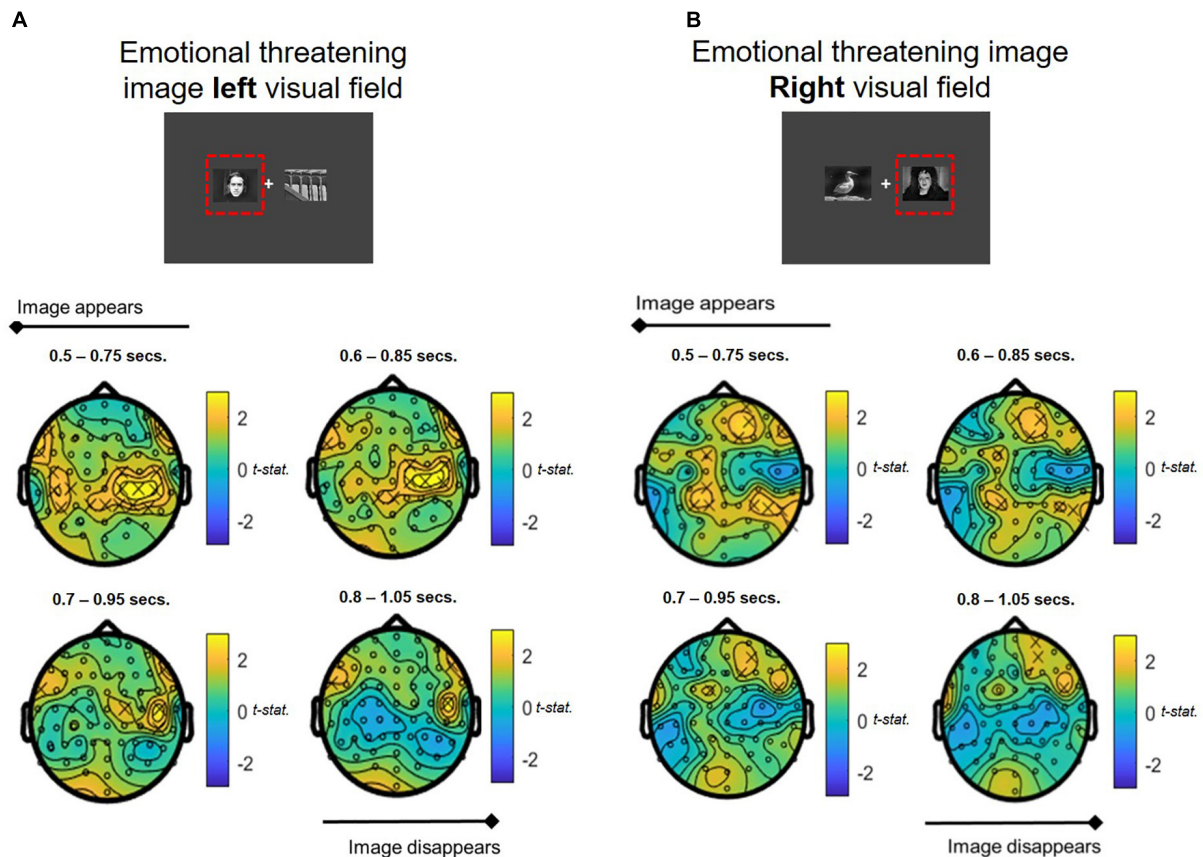 A
Emotional threatening
image left visual field
+
Image appears
0.5 – 0.75 secs.
2
0 t-stat.
-2
0.6 – 0.85 secs.
2
0 t-stat.
-2
0.7 – 0.95 secs.
2
0 t-stat.
-2
0.8 – 1.05 secs.
2
0 t-stat.
-2
Image disappears
B
Emotional threatening image
Right visual field
+
Image appears
0.5 – 0.75 secs.
2
0 t-stat.
-2
0.6 – 0.85 secs.
2
0 t-stat.
-2
0.7 – 0.95 secs.
2
0 t-stat.
-2
0.8 – 1.05 secs.
2
0 t-stat.
-2
Image disappears